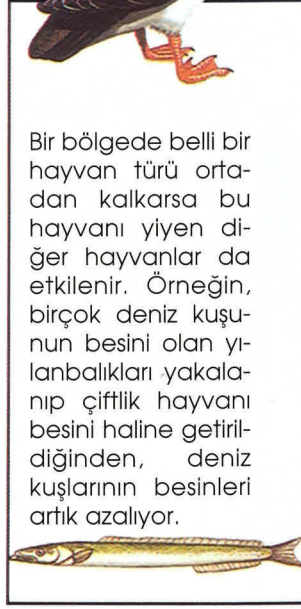 Bir bölgede belli bir
hayvan türü orta-
dan kalkarsa bu
hayvanı yiyen di-
ğer hayvanlar da
etkilenir. Örneğin,
birçok deniz kuşu-
nun besini olan yı-
lanbalıkları yakala-
nıp çiftlik hayvanı
besini haline getiril-
diğinden, deniz
kuşlarının besinleri
artık azalıyor.